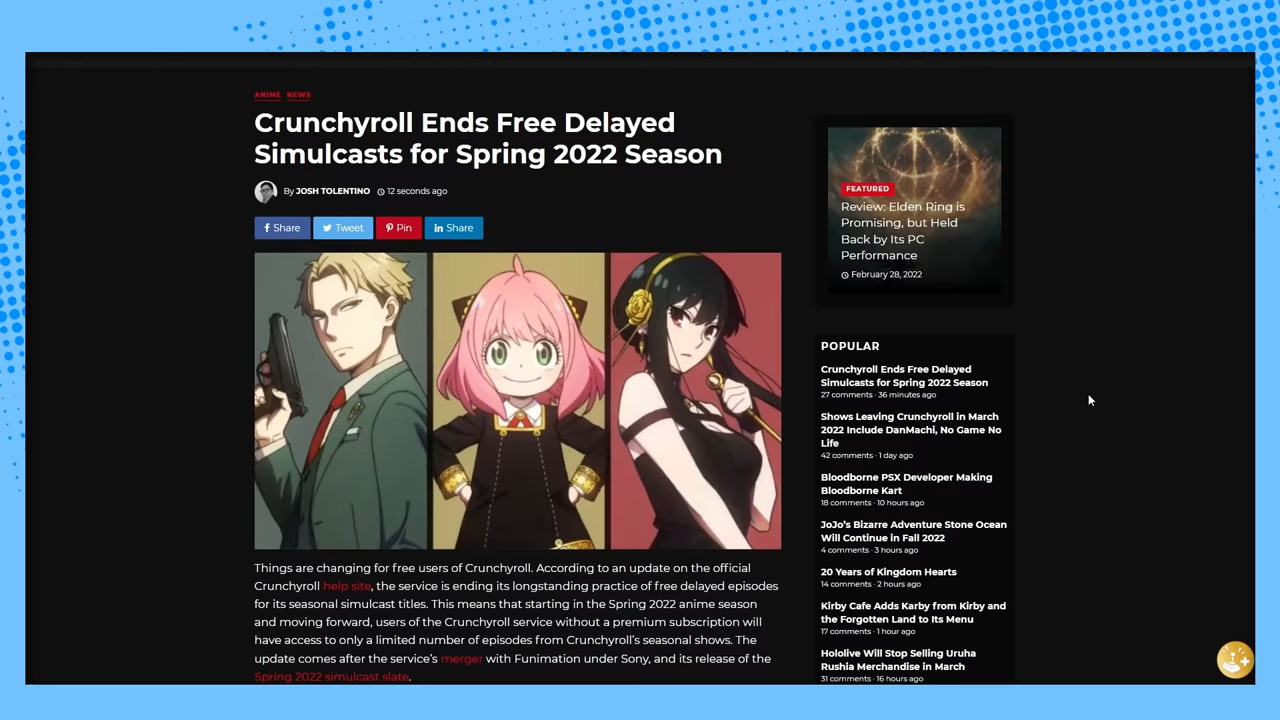 ANIME NEWS
Crunchyroll Ends Free Delayed
Simulcasts for Spring 2022 Season
By JOSH TOLENTINO 12 seconds ago
Share Tweet Pin Share
Things are changing for free users of Crunchyroll. According to an update on the official
Crunchyroll help site, the service is ending its longstanding practice of free delayed episodes
for its seasonal simulcast titles. This means that starting in the Spring 2022 anime season
and moving forward, users of the Crunchyroll service without a premium subscription will
have access to only a limited number of episodes from Crunchyroll’s seasonal shows. The
update comes after the service’s merger with Funimation under Sony, and its release of the
Spring 2022 simulcast slate.
FEATURED
Review: Elden Ring is
Promising, but Held
Back by Its PC
Performance
February 28, 2022
POPULAR
Crunchyroll Ends Free Delayed
Simulcasts for Spring 2022 Season
27 comments · 36 minutes ago
Shows Leaving Crunchyroll in March
2022 Include DanMachi, No Game No
Life
42 comments · 1 day ago
Bloodborne PSX Developer Making
Bloodborne Kart
18 comments · 10 hours ago
JoJo’s Bizarre Adventure Stone Ocean
Will Continue in Fall 2022
4 comments · 3 hours ago
20 Years of Kingdom Hearts
14 comments · 2 hours ago
Kirby Cafe Adds Karby from Kirby and
the Forgotten Land to Its Menu
17 comments · 1 hour ago
Hololive Will Stop Selling Uruha
Rushia Merchandise in March
31 comments · 16 hours ago